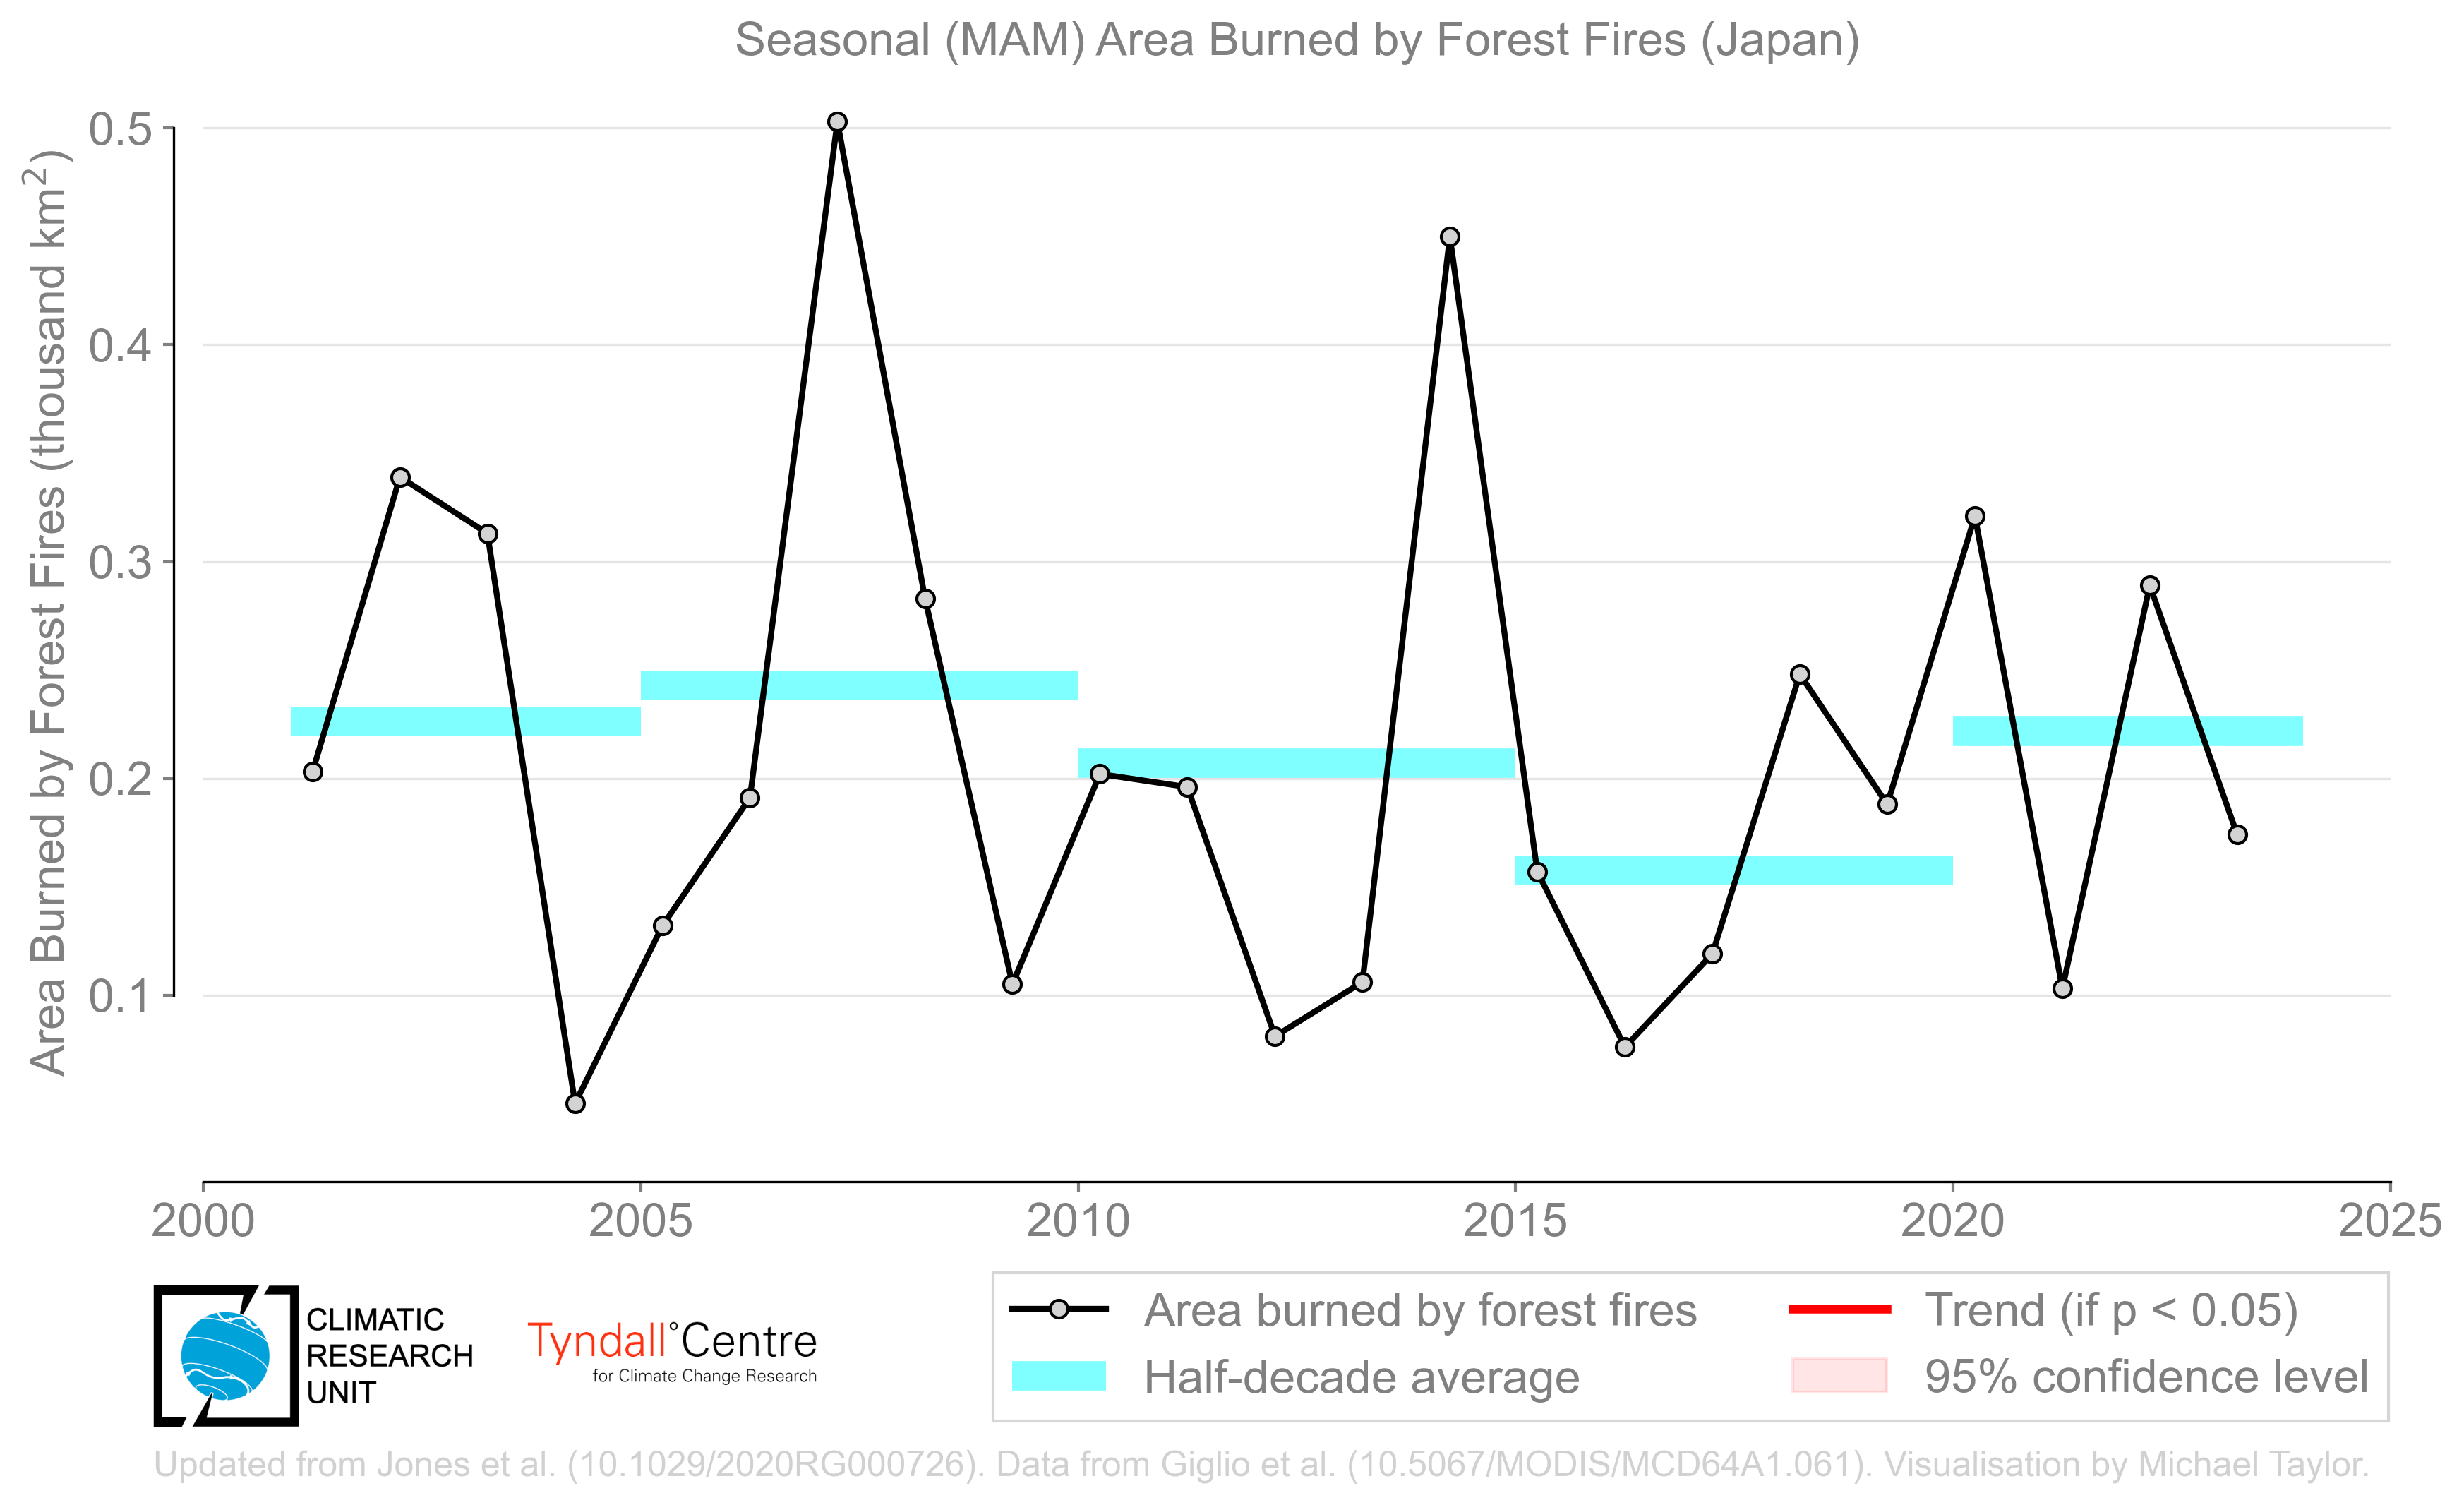 Seasonal (MAM) Area Burned by Forest Fires (Japan)
Area Burned by Forest Fires (thousand km²)
0.5
0.4
0.3
0.2
0.1
2000 2005 2010 2015 2020 2025
CLIMATIC
RESEARCH
UNIT
Tyndall°Centre
for Climate Change Research
Area burned by forest fires
Half-decade average
Trend (if p < 0.05)
95% confidence level
Updated from Jones et al. (10.1029/2020RG000726). Data from Giglio et al. (10.5067/MODIS/MCD64A1.061). Visualisation by Michael Taylor.